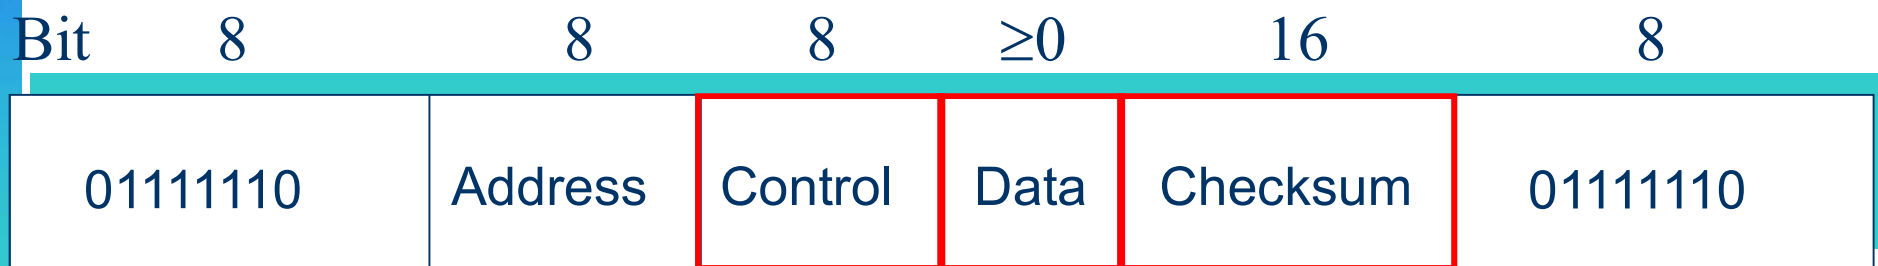 Bit 8 8 8 ≥0 16 8
01111110 Address Control Data Checksum 01111110